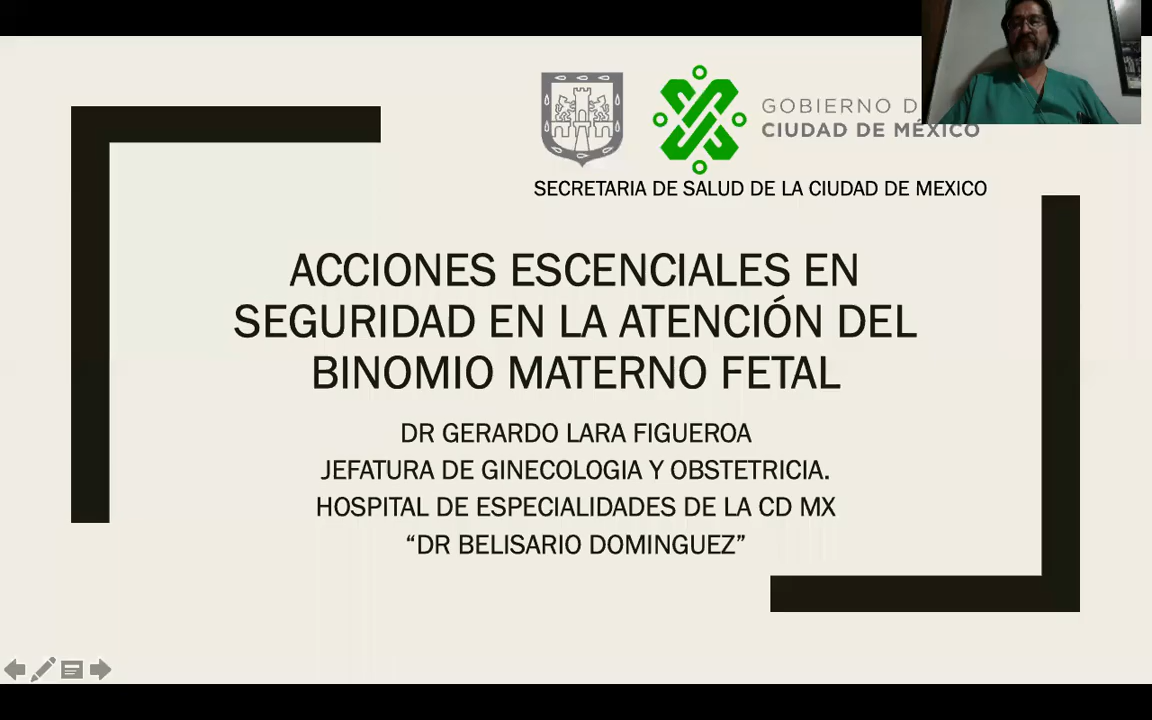 GOBIERNO D
CIUDAD DE MÉXICO
SECRETARIA DE SALUD DE LA CIUDAD DE MEXICO
ACCIONES ESCENCIALES EN
SEGURIDAD EN LA ATENCIÓN DEL
BINOMIO MATERNO FETAL
DR GERARDO LARA FIGUEROA
JEFATURA DE GINECOLOGIA Y OBSTETRICIA.
HOSPITAL DE ESPECIALIDADES DE LA CD MX
“DR BELISARIO DOMINGUEZ”